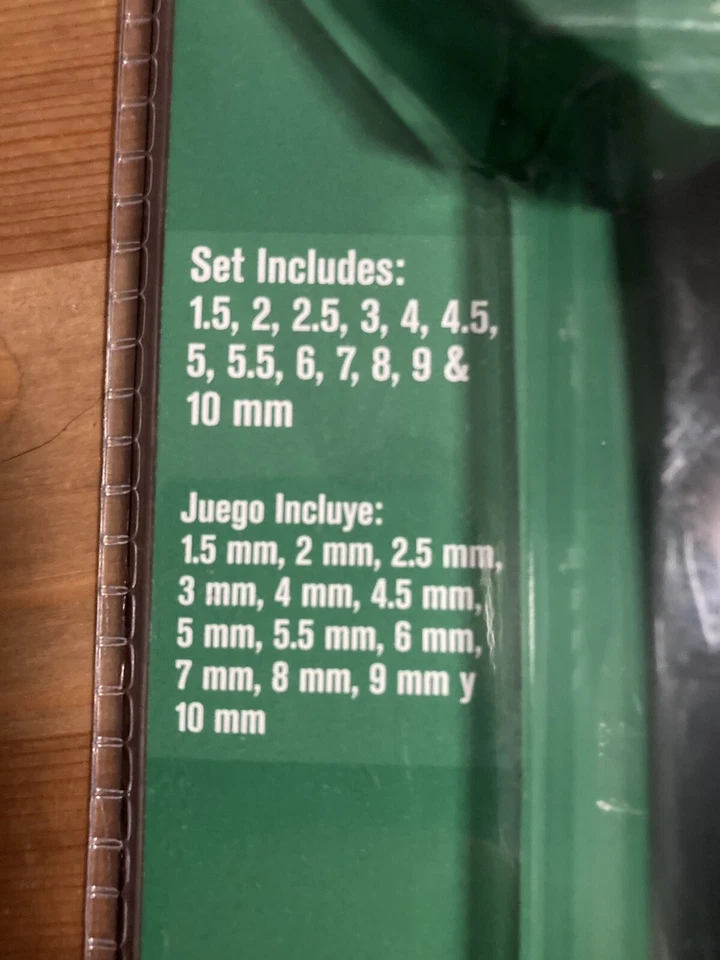 Set Includes:
1.5, 2, 2.5, 3, 4, 4.5,
5, 5.5, 6, 7, 8, 9 &
10 mm
Juego Incluye:
1.5 mm, 2 mm, 2.5 mm,
3 mm, 4 mm, 4.5 mm,
5 mm, 5.5 mm, 6 mm,
7 mm, 8 mm, 9 mm y
10 mm